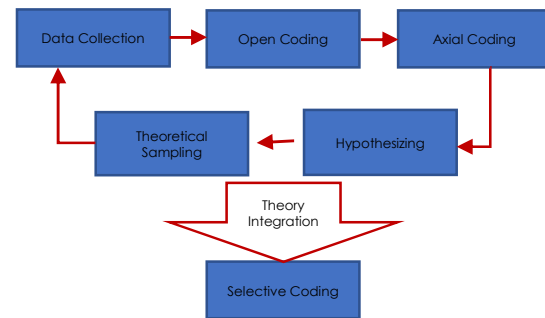 Data Collection
Open Coding
Axial Coding
Theoretical
Sampling
Hypothesizing
Theory
Integration
Selective Coding